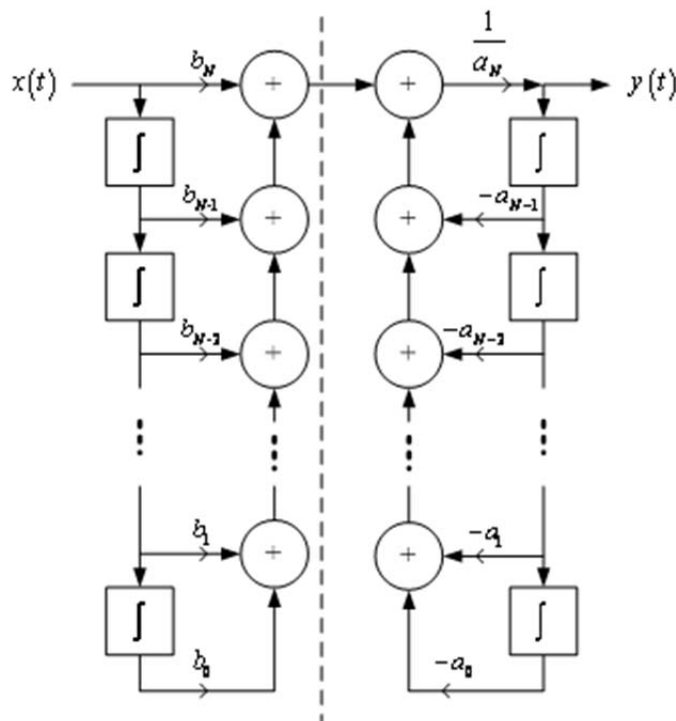 x(t) b_N + + 1/a_N y(t)
∫ ∫
b_{N-1} + + -a_{N-1}
∫ ∫
b_{N-2} + + -a_{N-2}
b_1 + + -a_1
∫ ∫
b_0 -a_0